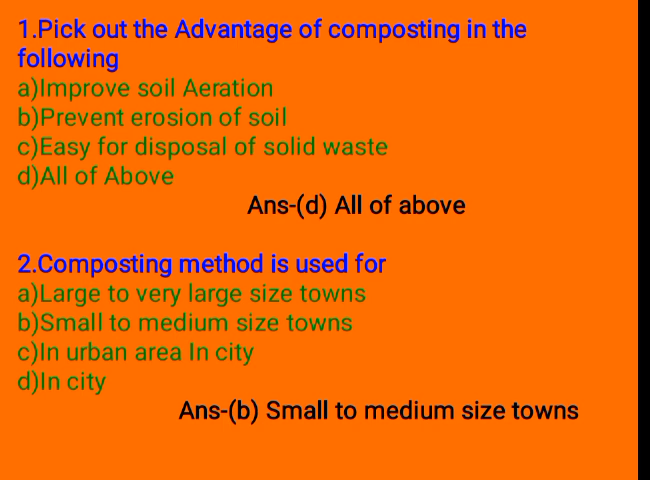 1.Pick out the Advantage of composting in the
following
a)Improve soil Aeration
b)Prevent erosion of soil
c)Easy for disposal of solid waste
d)All of Above
Ans-(d) All of above
2.Composting method is used for
a)Large to very large size towns
b)Small to medium size towns
c)In urban area In city
d)In city
Ans-(b) Small to medium size towns